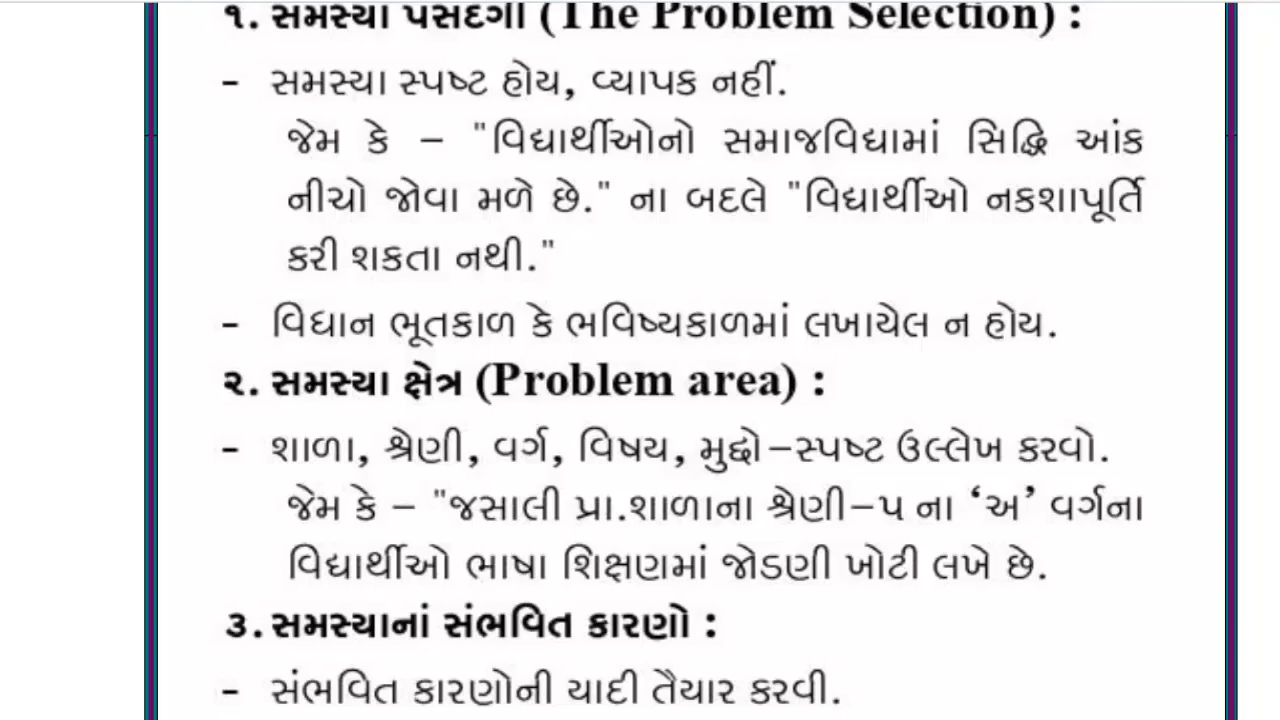 ૧. સમસ્યા પસદગી (The Problem Selection) :
- સમસ્યા સ્પષ્ટ હોય, વ્યાપક નહીં.
જેમ કે – "વિદ્યાર્થીઓનો સમાજવિદ્યામાં સિદ્ધિ આંક
નીચો જોવા મળે છે." ના બદલે "વિદ્યાર્થીઓ નકશાપૂર્તિ
કરી શકતા નથી."
- વિધાન ભૂતકાળ કે ભવિષ્યકાળમાં લખાયેલ ન હોય.
૨. સમસ્યા ક્ષેત્ર (Problem area) :
- શાળા, શ્રેણી, વર્ગ, વિષય, મુદ્દો–સ્પષ્ટ ઉલ્લેખ કરવો.
જેમ કે – "જસાલી પ્રા.શાળાના શ્રેણી–૫ ના ‘અ’ વર્ગના
વિદ્યાર્થીઓ ભાષા શિક્ષણમાં જોડણી ખોટી લખે છે.
૩. સમસ્યાનાં સંભવિત કારણો :
- સંભવિત કારણોની યાદી તૈયાર કરવી.